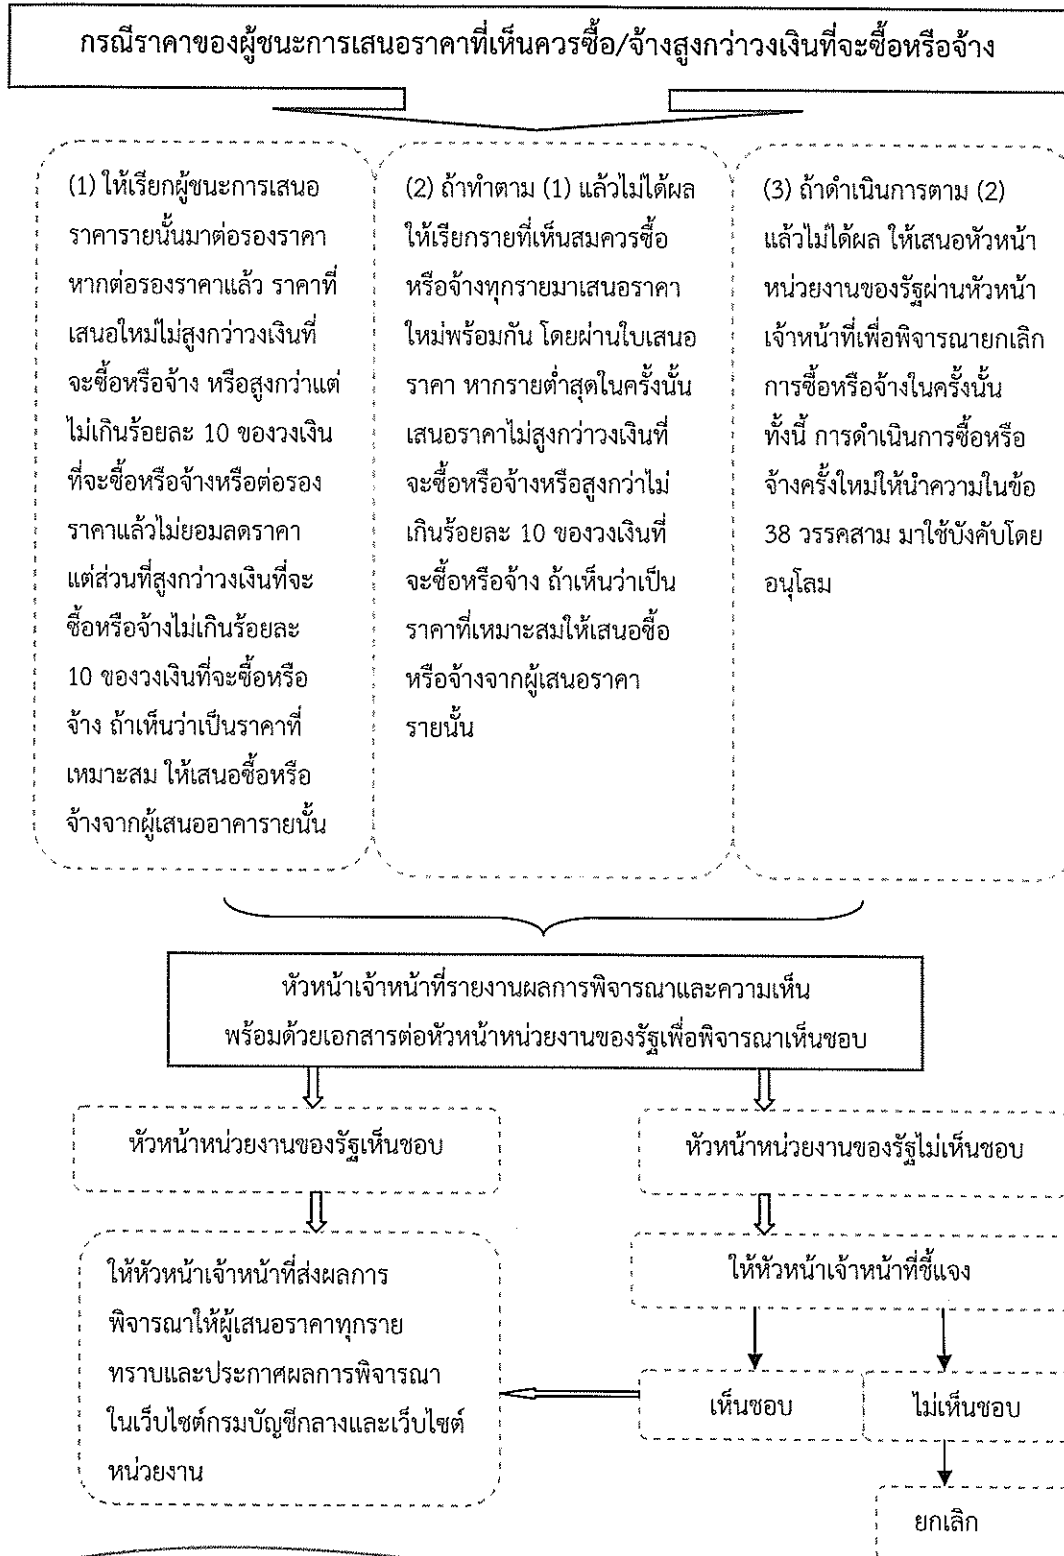 กรณีราคาของผู้ชนะการเสนอราคาที่เห็นควรซื้อ/จ้างสูงกว่าวงเงินที่จะซื้อหรือจ้าง
(1) ให้เรียกผู้ชนะการเสนอ
ราคารายนั้นมาต่อรองราคา
หากต่อรองราคาแล้ว ราคาที่
เสนอใหม่ไม่สูงกว่าวงเงินที่
จะซื้อหรือจ้าง หรือสูงกว่าแต่
ไม่เกินร้อยละ 10 ของวงเงิน
ที่จะซื้อหรือจ้างหรือต่อรอง
ราคาแล้วไม่ยอมลดราคา
แต่ส่วนที่สูงกว่าวงเงินที่จะ
ซื้อหรือจ้างไม่เกินร้อยละ
10 ของวงเงินที่จะซื้อหรือ
จ้าง ถ้าเห็นว่าเป็นราคาที่
เหมาะสม ให้เสนอซื้อหรือ
จ้างจากผู้เสนออาคารายนั้น
(2) ถ้าทำตาม (1) แล้วไม่ได้ผล
ให้เรียกรายที่เห็นสมควรซื้อ
หรือจ้างทุกรายมาเสนอราคา
ใหม่พร้อมกัน โดยผ่านใบเสนอ
ราคา หากรายต่ำสุดในครั้งนั้น
เสนอราคาไม่สูงกว่าวงเงินที่
จะซื้อหรือจ้างหรือสูงกว่าไม่
เกินร้อยละ 10 ของวงเงินที่
จะซื้อหรือจ้าง ถ้าเห็นว่าเป็น
ราคาที่เหมาะสมให้เสนอซื้อ
หรือจ้างจากผู้เสนอราคา
รายนั้น
(3) ถ้าดำเนินการตาม (2)
แล้วไม่ได้ผล ให้เสนอหัวหน้า
หน่วยงานของรัฐผ่านหัวหน้า
เจ้าหน้าที่เพื่อพิจารณายกเลิก
การซื้อหรือจ้างในครั้งนั้น
ทั้งนี้ การดำเนินการซื้อหรือ
จ้างครั้งใหม่ให้นำความในข้อ
38 วรรคสาม มาใช้บังคับโดย
อนุโลม
หัวหน้าเจ้าหน้าที่รายงานผลการพิจารณาและความเห็น
พร้อมด้วยเอกสารต่อหัวหน้าหน่วยงานของรัฐเพื่อพิจารณาเห็นชอบ
หัวหน้าหน่วยงานของรัฐเห็นชอบ
หัวหน้าหน่วยงานของรัฐไม่เห็นชอบ
ให้หัวหน้าเจ้าหน้าที่ส่งผลการ
พิจารณาให้ผู้เสนอราคาทุกราย
ทราบและประกาศผลการพิจารณา
ในเว็บไซต์กรมบัญชีกลางและเว็บไซต์
หน่วยงาน
ให้หัวหน้าเจ้าหน้าที่ชี้แจง
เห็นชอบ
ไม่เห็นชอบ
ยกเลิก